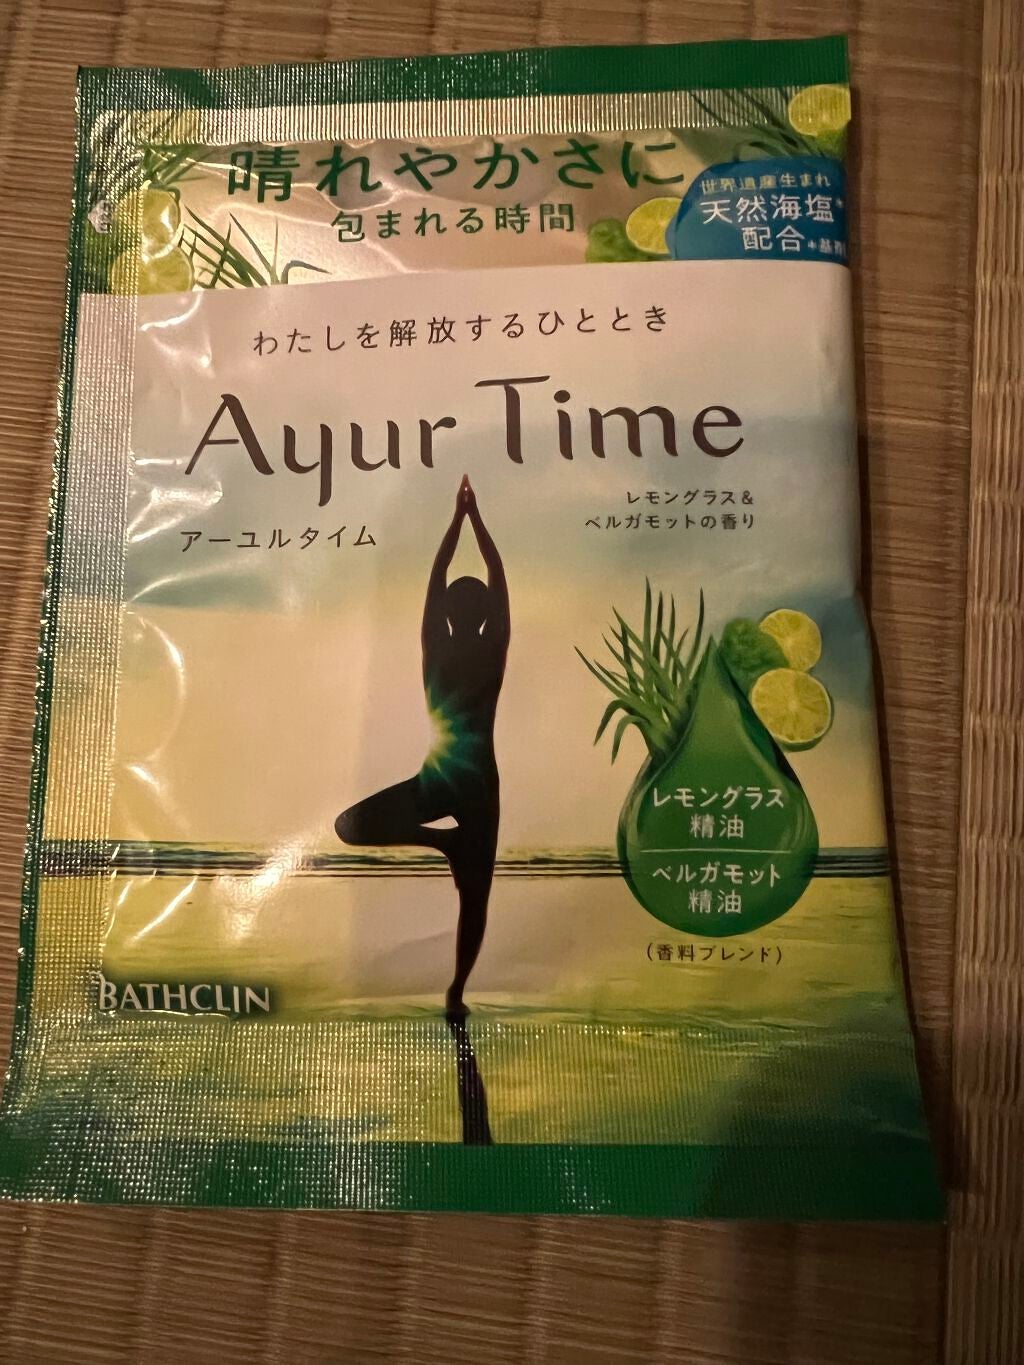 晴れやかさに
包まれる時間
世界遺産生まれ
天然海塩*
配合
わたしを解放するひととき
Ayur Time
アーユルタイム
レモングラス&
ベルガモットの香り
レモングラス
精油
ベルガモット
精油
(香料ブレンド)
BATHCLIN